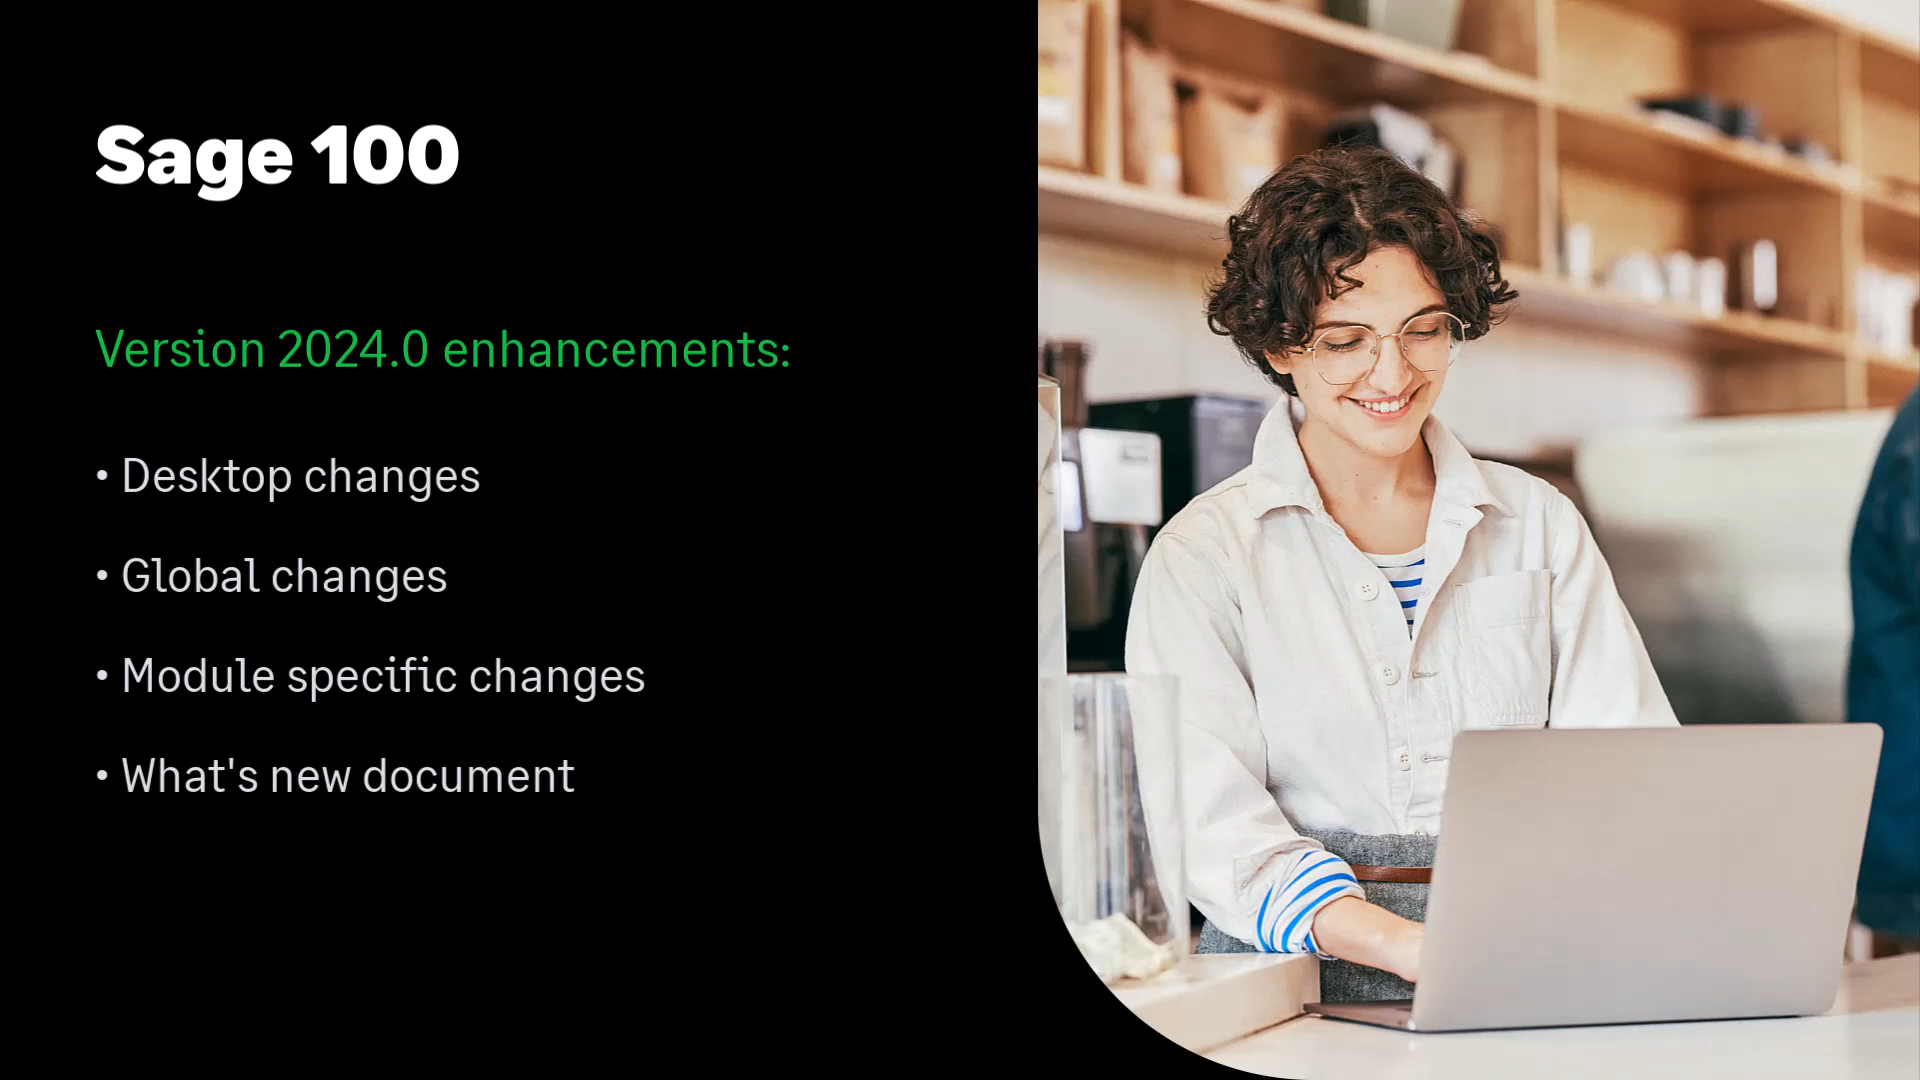 Sage 100
Version 2024.0 enhancements:
• Desktop changes
• Global changes
• Module specific changes
• What's new document